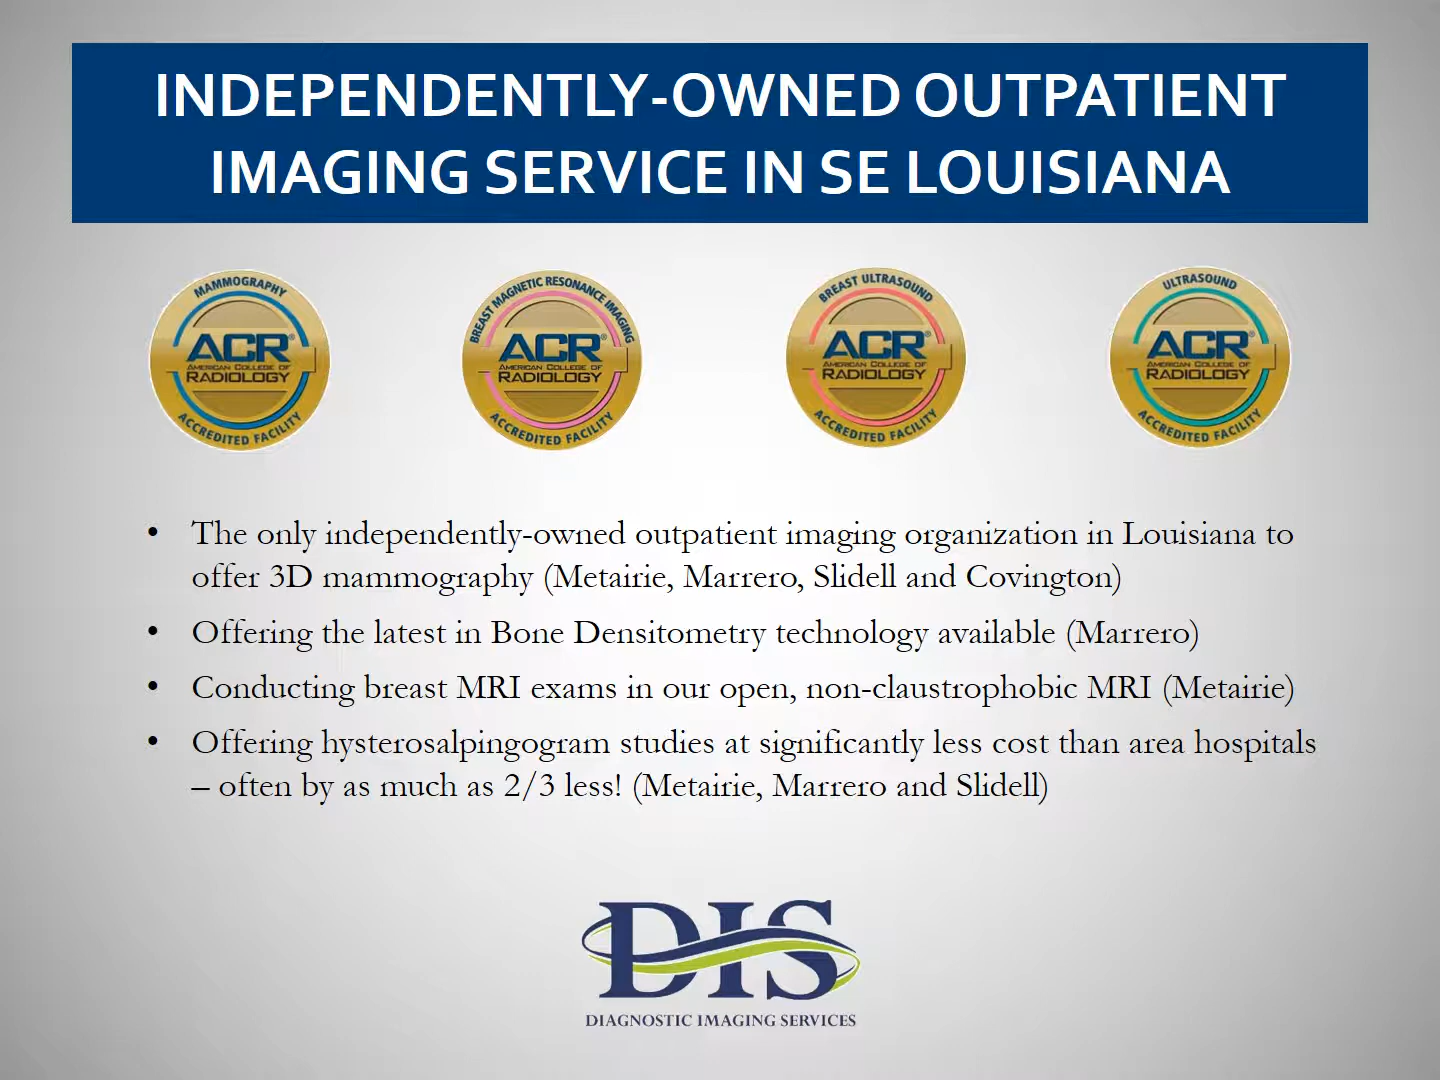 INDEPENDENTLY-OWNED OUTPATIENT
IMAGING SERVICE IN SE LOUISIANA
MAMMOGRAPHY
ACR®
AMERICAN COLLEGE OF
RADIOLOGY
ACCREDITED FACILITY
BREAST MAGNETIC RESONANCE IMAGING
ACR®
AMERICAN COLLEGE OF
RADIOLOGY
ACCREDITED FACILITY
BREAST ULTRASOUND
ACR®
AMERICAN COLLEGE OF
RADIOLOGY
ACCREDITED FACILITY
ULTRASOUND
ACR®
AMERICAN COLLEGE OF
RADIOLOGY
ACCREDITED FACILITY
• The only independently-owned outpatient imaging organization in Louisiana to
offer 3D mammography (Metairie, Marrero, Slidell and Covington)
• Offering the latest in Bone Densitometry technology available (Marrero)
• Conducting breast MRI exams in our open, non-claustrophobic MRI (Metairie)
• Offering hysterosalpingogram studies at significantly less cost than area hospitals
– often by as much as 2/3 less! (Metairie, Marrero and Slidell)
DIS
DIAGNOSTIC IMAGING SERVICES